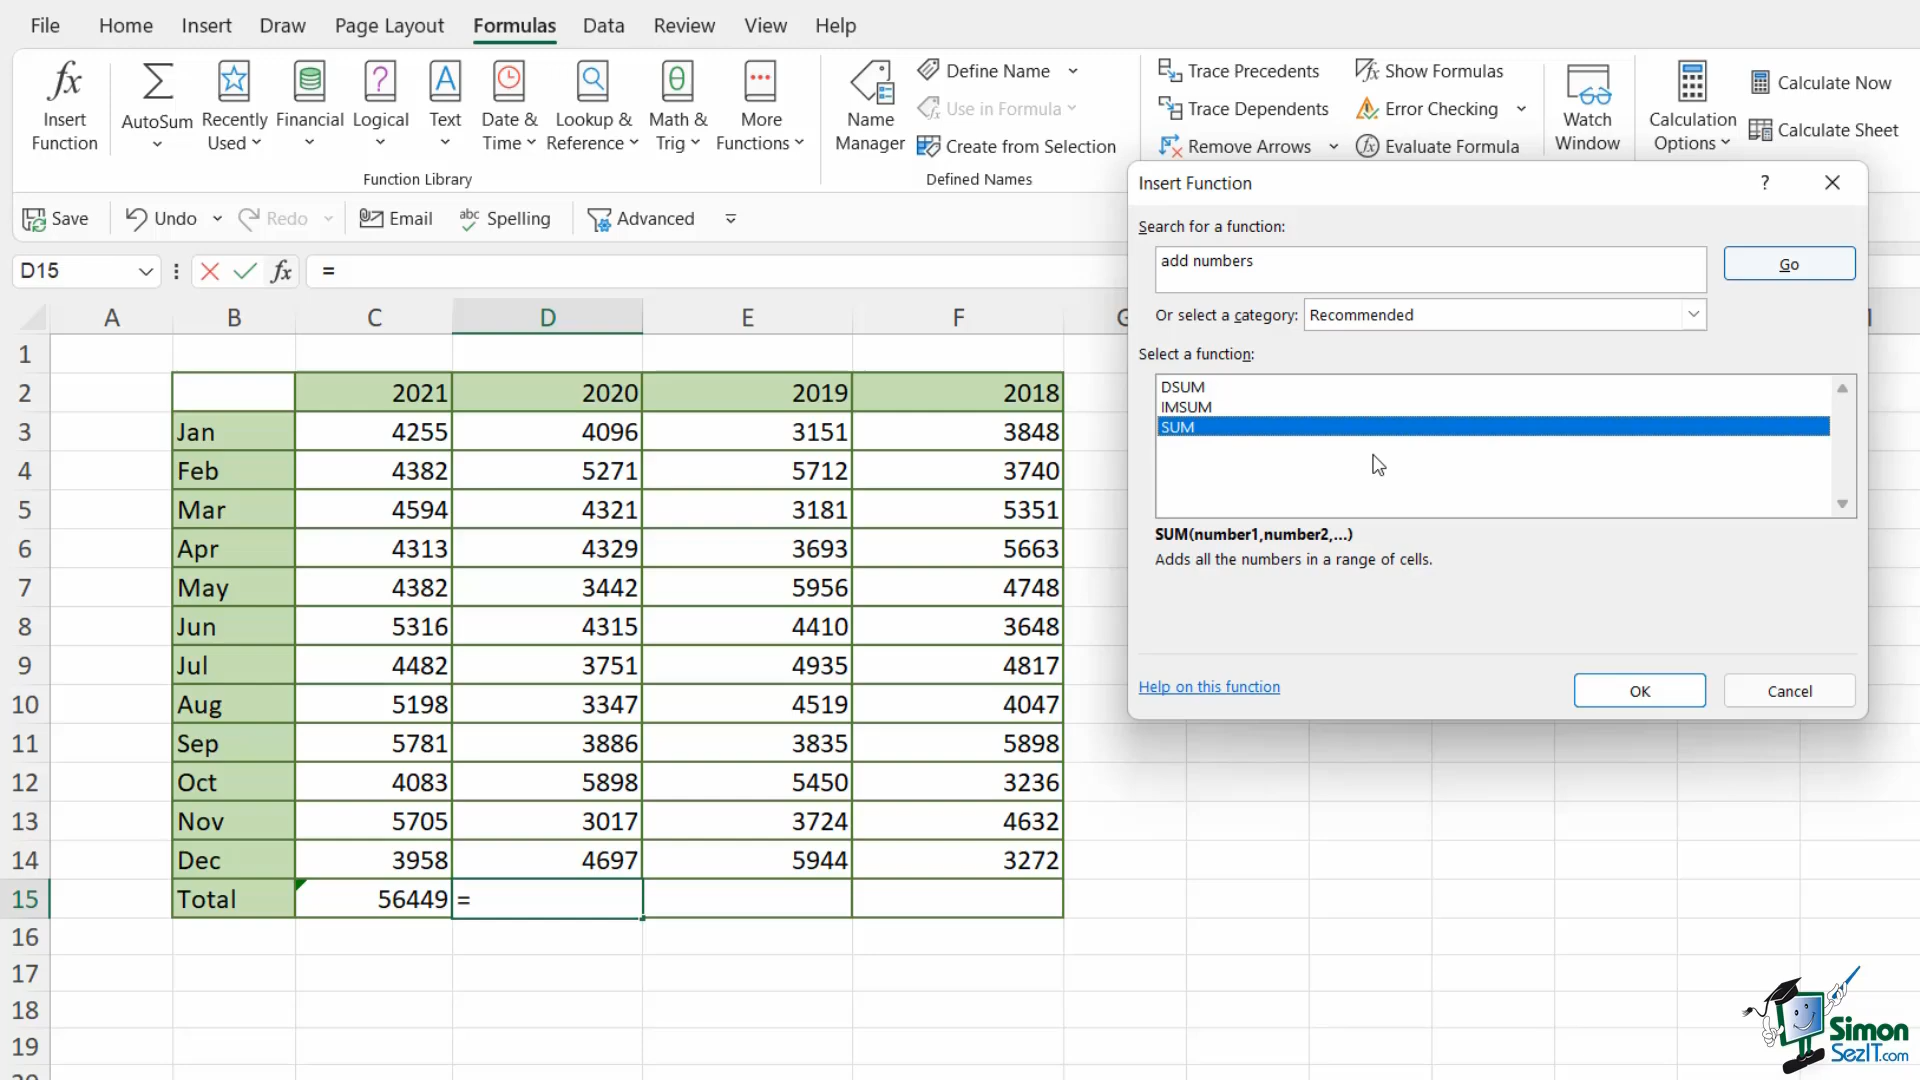 File Home Insert Draw Page Layout Formulas Data Review View Help
fx Insert Function
AutoSum
Recently Used
Financial
Logical
Text
Date & Time
Lookup & Reference
Math & Trig
More Functions
Function Library
Name Manager
Define Name
Use in Formula
Create from Selection
Defined Names
Trace Precedents
Trace Dependents
Remove Arrows
Show Formulas
Error Checking
Evaluate Formula
Watch Window
Calculation Options
Calculate Now
Calculate Sheet
Save Undo Redo Email abc Spelling Advanced
D15 fx =
Insert Function ?
Search for a function:
add numbers
Go
Or select a category: Recommended
Select a function:
DSUM
IMSUM
SUM
SUM(number1,number2,...)
Adds all the numbers in a range of cells.
Help on this function OK Cancel
A B C D E F
1
2 2021 2020 2019 2018
3 Jan 4255 4096 3151 3848
4 Feb 4382 5271 5712 3740
5 Mar 4594 4321 3181 5351
6 Apr 4313 4329 3693 5663
7 May 4382 3442 5956 4748
8 Jun 5316 4315 4410 3648
9 Jul 4482 3751 4935 4817
10 Aug 5198 3347 4519 4047
11 Sep 5781 3886 3835 5898
12 Oct 4083 5898 5450 3236
13 Nov 5705 3017 3724 4632
14 Dec 3958 4697 5944 3272
15 Total 56449 =
16
17
18
19
Simon
SezIT.com